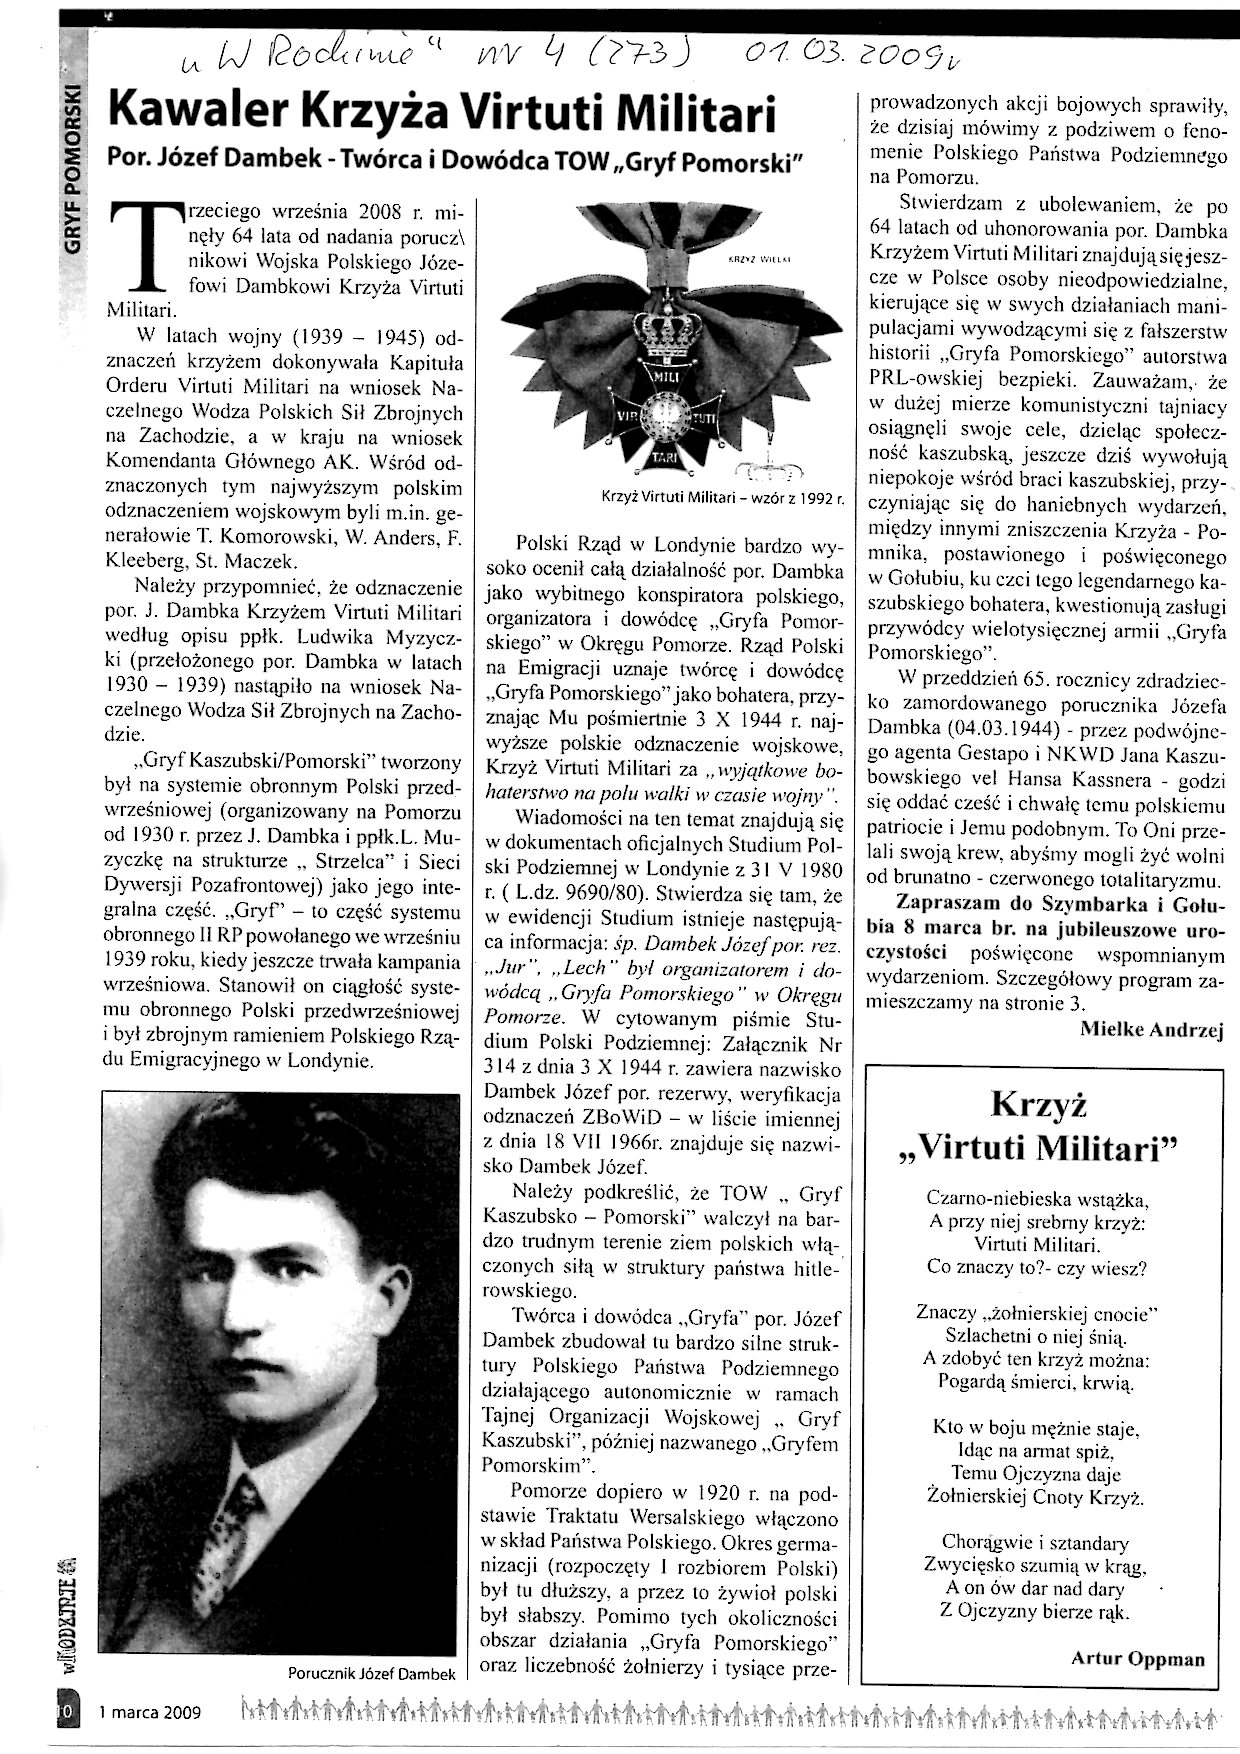 „W Rodzinie" nr 4 (273) 01.03.2009r
GRYF POMORSKI
Kawaler Krzyża Virtuti Militari
Por. Józef Dambek - Twórca i Dowódca TOW „Gryf Pomorski"
Trzeciego września 2008 r. mi-
nęły 64 lata od nadania porucz\
nikowi Wojska Polskiego Józe-
fowi Dambkowi Krzyża Virtuti
Militari.
W latach wojny (1939 – 1945) od-
znaczeń krzyżem dokonywała Kapituła
Orderu Virtuti Militari na wniosek Na-
czelnego Wodza Polskich Sił Zbrojnych
na Zachodzie, a w kraju na wniosek
Komendanta Głównego AK. Wśród od-
znaczonych tym najwyższym polskim
odznaczeniem wojskowym byli m.in. ge-
nerałowie T. Komorowski, W. Anders, F.
Kleeberg, St. Maczek.
Należy przypomnieć, że odznaczenie
por. J. Dambka Krzyżem Virtuti Militari
według opisu ppłk. Ludwika Myzycz-
ki (przełożonego por. Dambka w latach
1930 – 1939) nastąpiło na wniosek Na-
czelnego Wodza Sił Zbrojnych na Zacho-
dzie.
„Gryf Kaszubski/Pomorski" tworzony
był na systemie obronnym Polski przed-
wrześniowej (organizowany na Pomorzu
od 1930 r. przez J. Dambka i ppłk.L. Mu-
zyczkę na strukturze „ Strzelca" i Sieci
Dywersji Pozafrontowej) jako jego inte-
gralna część. „Gryf" – to część systemu
obronnego II RP powołanego we wrześniu
1939 roku, kiedy jeszcze trwała kampania
wrześniowa. Stanowił on ciągłość syste-
mu obronnego Polski przedwrześniowej
i był zbrojnym ramieniem Polskiego Rzą-
du Emigracyjnego w Londynie.
Porucznik Józef Dambek
KRZYŻ WIELKI
MILI
VIR TUTI
TARI
Krzyż Virtuti Militari – wzór z 1992 r.
Polski Rząd w Londynie bardzo wy-
soko ocenił całą działalność por. Dambka
jako wybitnego konspiratora polskiego,
organizatora i dowódcę „Gryfa Pomor-
skiego" w Okręgu Pomorze. Rząd Polski
na Emigracji uznaje twórcę i dowódcę
„Gryfa Pomorskiego" jako bohatera, przy-
znając Mu pośmiertnie 3 X 1944 r. naj-
wyższe polskie odznaczenie wojskowe,
Krzyż Virtuti Militari za „wyjątkowe bo-
haterstwo na polu walki w czasie wojny".
Wiadomości na ten temat znajdują się
w dokumentach oficjalnych Studium Pol-
ski Podziemnej w Londynie z 31 V 1980
r. ( L.dz. 9690/80). Stwierdza się tam, że
w ewidencji Studium istnieje następują-
ca informacja: śp. Dambek Józef por. rez.
„Jur", „Lech" był organizatorem i do-
wódcą „Gryfa Pomorskiego" w Okręgu
Pomorze. W cytowanym piśmie Stu-
dium Polski Podziemnej: Załącznik Nr
314 z dnia 3 X 1944 r. zawiera nazwisko
Dambek Józef por. rezerwy, weryfikacja
odznaczeń ZBoWiD – w liście imiennej
z dnia 18 VII 1966r. znajduje się nazwi-
sko Dambek Józef.
Należy podkreślić, że TOW „ Gryf
Kaszubsko – Pomorski" walczył na bar-
dzo trudnym terenie ziem polskich włą-
czonych siłą w struktury państwa hitle-
rowskiego.
Twórca i dowódca „Gryfa" por. Józef
Dambek zbudował tu bardzo silne struk-
tury Polskiego Państwa Podziemnego
działającego autonomicznie w ramach
Tajnej Organizacji Wojskowej „ Gryf
Kaszubski", później nazwanego „Gryfem
Pomorskim".
Pomorze dopiero w 1920 r. na pod-
stawie Traktatu Wersalskiego włączono
w skład Państwa Polskiego. Okres germa-
nizacji (rozpoczęty I rozbiorem Polski)
był tu dłuższy, a przez to żywioł polski
był słabszy. Pomimo tych okoliczności
obszar działania „Gryfa Pomorskiego"
oraz liczebność żołnierzy i tysiące prze-
prowadzonych akcji bojowych sprawiły,
że dzisiaj mówimy z podziwem o feno-
menie Polskiego Państwa Podziemnego
na Pomorzu.
Stwierdzam z ubolewaniem, że po
64 latach od uhonorowania por. Dambka
Krzyżem Virtuti Militari znajdują się jesz-
cze w Polsce osoby nieodpowiedzialne,
kierujące się w swych działaniach mani-
pulacjami wywodzącymi się z fałszerstw
historii „Gryfa Pomorskiego" autorstwa
PRL-owskiej bezpieki. Zauważam, że
w dużej mierze komunistyczni tajniacy
osiągnęli swoje cele, dzieląc społecz-
ność kaszubską, jeszcze dziś wywołują
niepokoje wśród braci kaszubskiej, przy-
czyniając się do haniebnych wydarzeń,
między innymi zniszczenia Krzyża - Po-
mnika, postawionego i poświęconego
w Gołubiu, ku czci tego legendarnego ka-
szubskiego bohatera, kwestionują zasługi
przywódcy wielotysięcznej armii „Gryfa
Pomorskiego".
W przeddzień 65. rocznicy zdradziec-
ko zamordowanego porucznika Józefa
Dambka (04.03.1944) - przez podwójne-
go agenta Gestapo i NKWD Jana Kaszu-
bowskiego vel Hansa Kassnera - godzi
się oddać cześć i chwałę temu polskiemu
patriocie i Jemu podobnym. To Oni prze-
lali swoją krew, abyśmy mogli żyć wolni
od brunatno - czerwonego totalitaryzmu.
Zapraszam do Szymbarka i Gołu-
bia 8 marca br. na jubileuszowe uro-
czystości poświęcone wspomnianym
wydarzeniom. Szczegółowy program za-
mieszczamy na stronie 3.
Mielke Andrzej
Krzyż
„Virtuti Militari"
Czarno-niebieska wstążka,
A przy niej srebrny krzyż:
Virtuti Militari.
Co znaczy to?- czy wiesz?
Znaczy „żołnierskiej cnocie"
Szlachetni o niej śnią.
A zdobyć ten krzyż można:
Pogardą śmierci, krwią.
Kto w boju mężnie staje,
Idąc na armat spiż,
Temu Ojczyzna daje
Żołnierskiej Cnoty Krzyż.
Chorągwie i sztandary
Zwycięsko szumią w krąg,
A on ów dar nad dary
Z Ojczyzny bierze rąk.
Artur Oppman
10
1 marca 2009